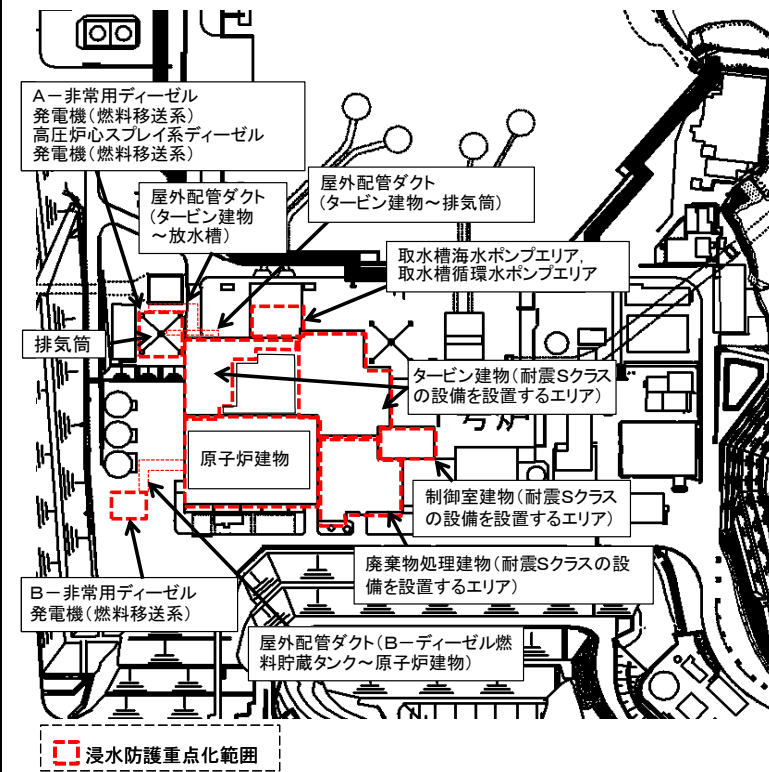 A－非常用ディーゼル
発電機（燃料移送系）
高圧炉心スプレイ系ディーゼル
発電機（燃料移送系）
屋外配管ダクト
（タービン建物
～放水槽）
屋外配管ダクト
（タービン建物～排気筒）
取水槽海水ポンプエリア，
取水槽循環水ポンプエリア
排気筒
タービン建物（耐震Sクラス
の設備を設置するエリア）
原子炉建物
制御室建物（耐震Sクラス
の設備を設置するエリア）
廃棄物処理建物（耐震Sクラスの設
備を設置するエリア）
B－非常用ディーゼル
発電機（燃料移送系）
屋外配管ダクト（B－ディーゼル燃
料貯蔵タンク～原子炉建物）
浸水防護重点化範囲